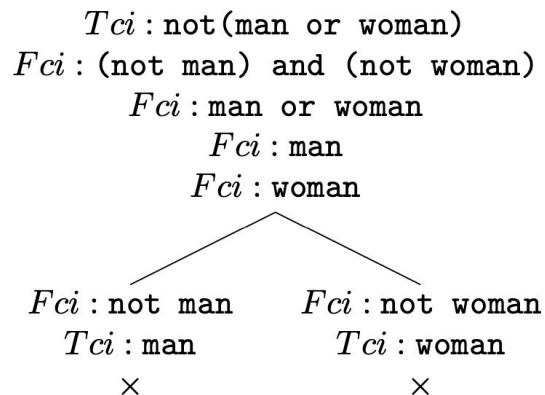 Tci : not(man or woman)
Fci : (not man) and (not woman)
Fci : man or woman
Fci : man
Fci : woman
Fci : not man Fci : not woman
Tci : man Tci : woman
× ×